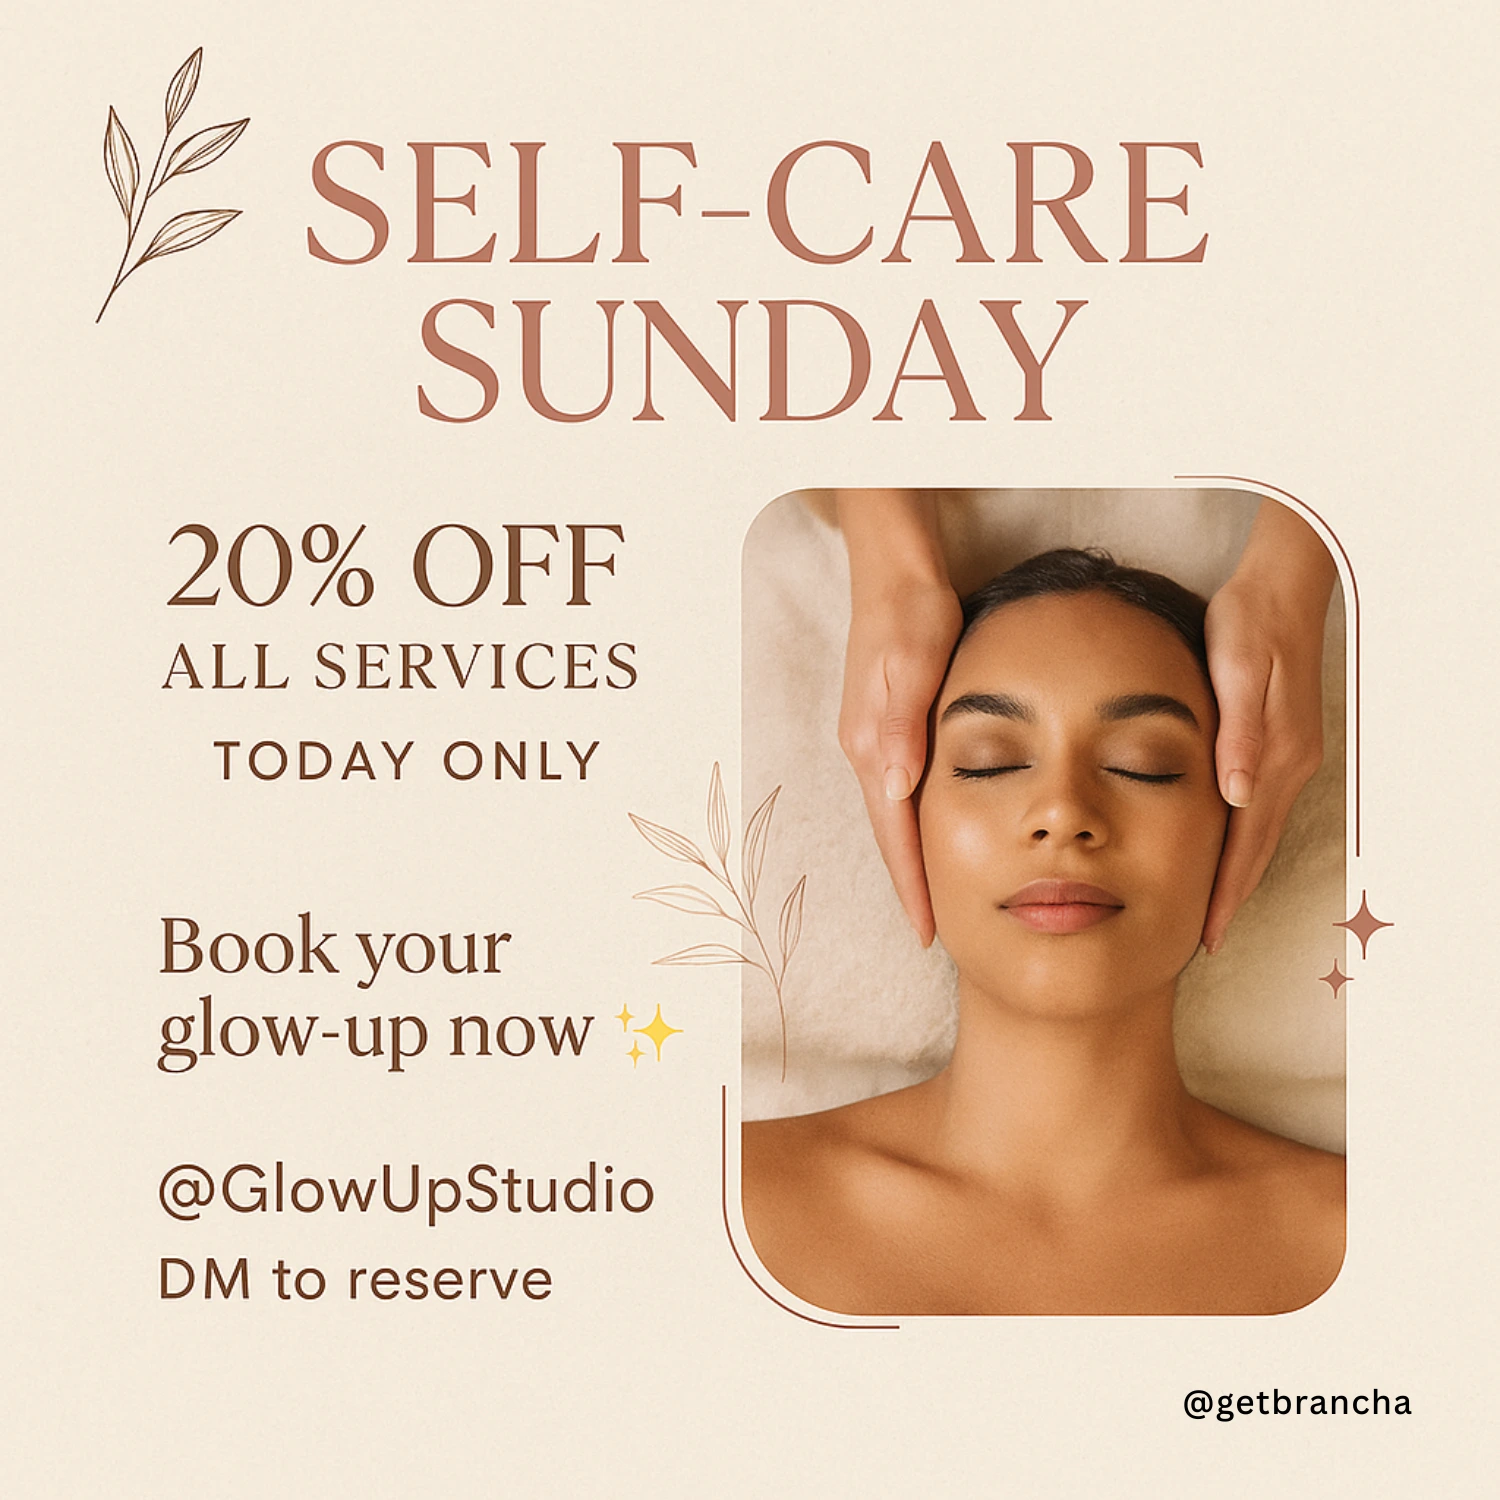 SELF-CARE
SUNDAY
20% OFF
ALL SERVICES
TODAY ONLY
Book your
glow-up now ✨
@GlowUpStudio
DM to reserve
@getbrancha